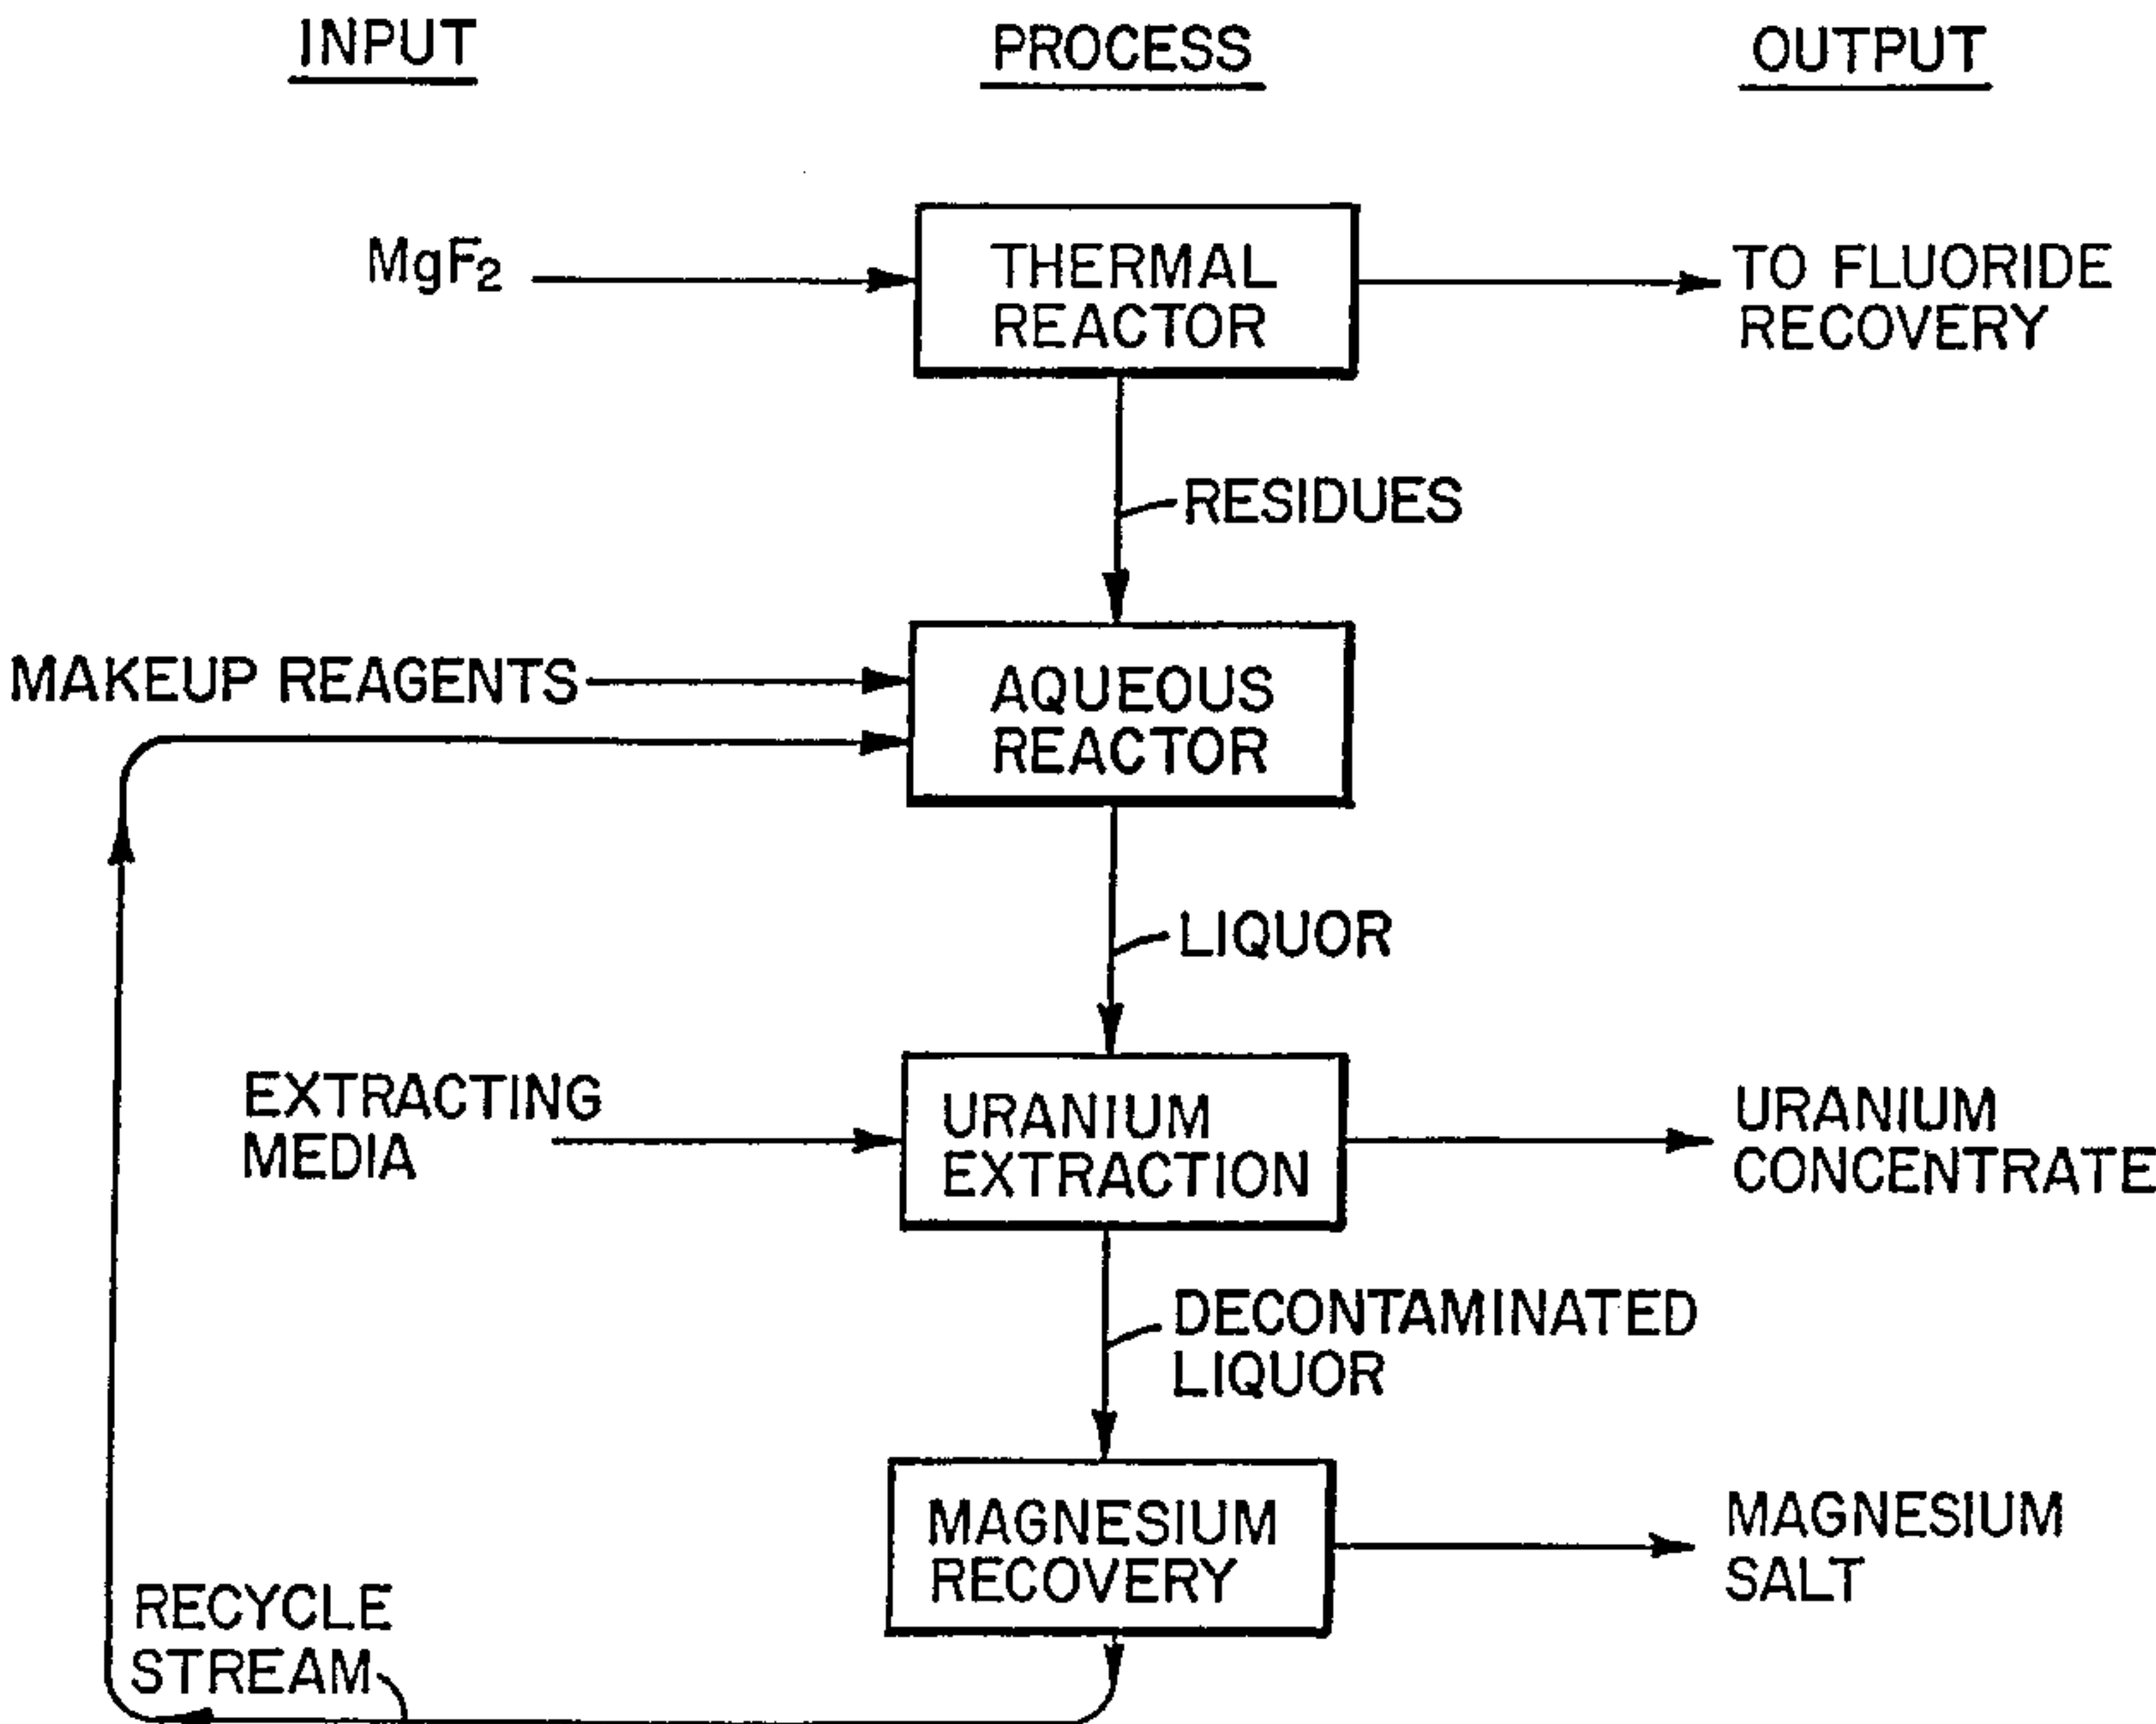 INPUT
PROCESS
OUTPUT
MgF2
THERMAL
REACTOR
TO FLUORIDE
RECOVERY
RESIDUES
MAKEUP REAGENTS
AQUEOUS
REACTOR
LIQUOR
EXTRACTING
MEDIA
URANIUM
EXTRACTION
URANIUM
CONCENTRATE
DECONTAMINATED
LIQUOR
MAGNESIUM
RECOVERY
MAGNESIUM
SALT
RECYCLE
STREAM